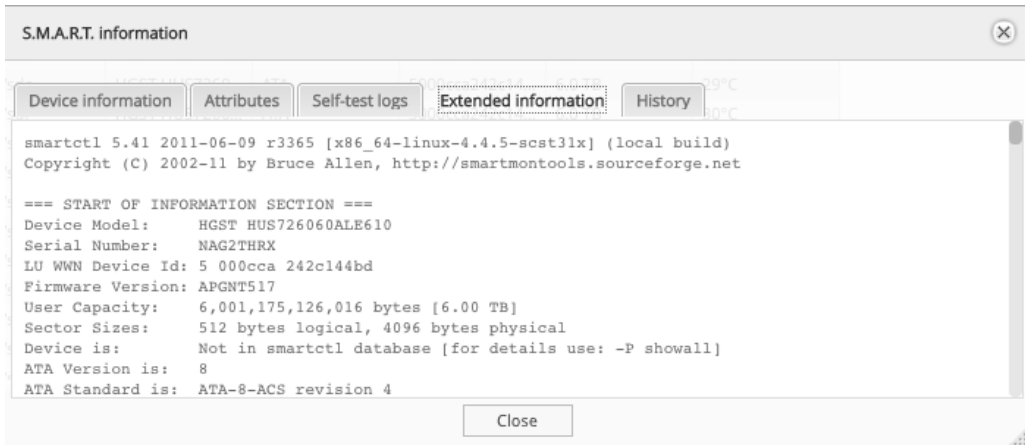 S.M.A.R.T. information
Device information Attributes Self-test logs Extended information History
smartctl 5.41 2011-06-09 r3365 [x86_64-linux-4.4.5-scst31x] (local build)
Copyright (C) 2002-11 by Bruce Allen, http://smartmontools.sourceforge.net
=== START OF INFORMATION SECTION ===
Device Model: HGST HUS726060ALE610
Serial Number: NAG2THRX
LU WWN Device Id: 5 000cca 242c144bd
Firmware Version: APGNT517
User Capacity: 6,001,175,126,016 bytes [6.00 TB]
Sector Sizes: 512 bytes logical, 4096 bytes physical
Device is: Not in smartctl database [for details use: -P showall]
ATA Version is: 8
ATA Standard is: ATA-8-ACS revision 4
Close